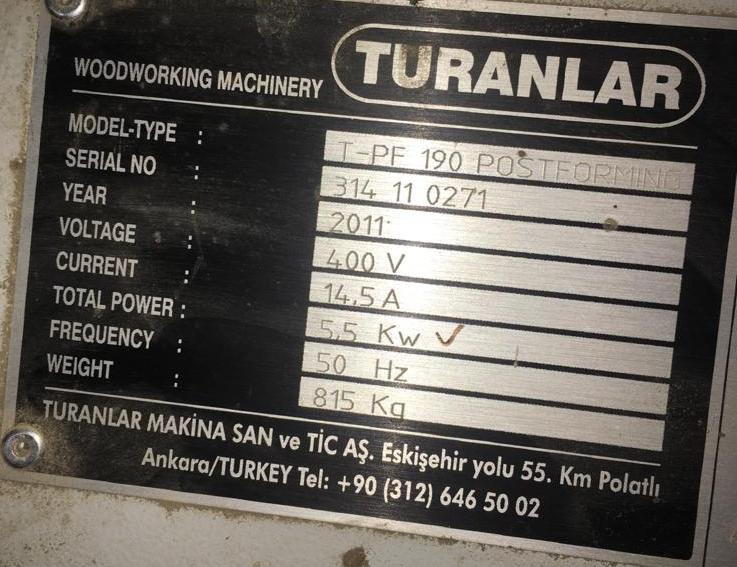 WOODWORKING MACHINERY TURANLAR
MODEL-TYPE : T-PF 190 POSTFORMING
SERIAL NO : 314 11 0271
YEAR : 2011
VOLTAGE : 400 V
CURRENT : 14.5 A
TOTAL POWER : 5.5 Kw ✓
FREQUENCY : 50 Hz
WEIGHT : 815 Kg
TURANLAR MAKİNA SAN ve TİC AŞ. Eskişehir yolu 55. Km Polatlı
Ankara/TURKEY Tel: +90 (312) 646 50 02